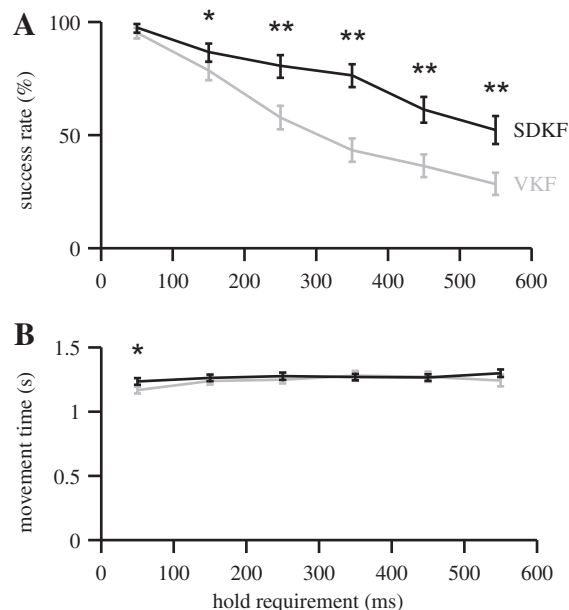 A
success rate (%)
100
50
0
* ** ** ** **
SDKF
VKF
0 100 200 300 400 500 600
B
movement time (s)
1.5
1
0.5
0
*
0 100 200 300 400 500 600
hold requirement (ms)